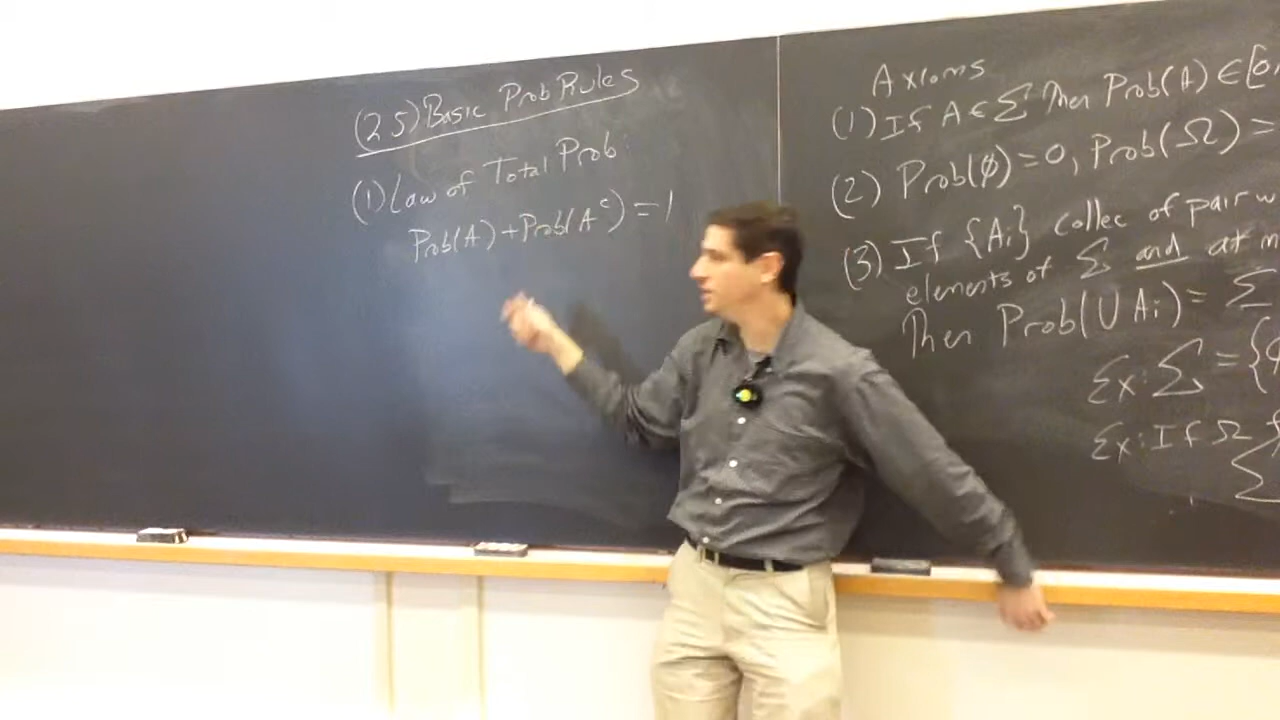 (2.5) Basic Prob Rules
(1) Law of Total Prob:
Prob(A) + Prob(A^c) = 1
Axioms
(1) If A ∈ Σ Then Prob(A) ∈ [0,
(2) Prob(φ) = 0, Prob(Ω) =
(3) If {Ai} collec of pair w
elements of Σ and at m
Then Prob(∪ Ai) = Σ
Ex: Σ = {φ
Ex: If Ω
Σ